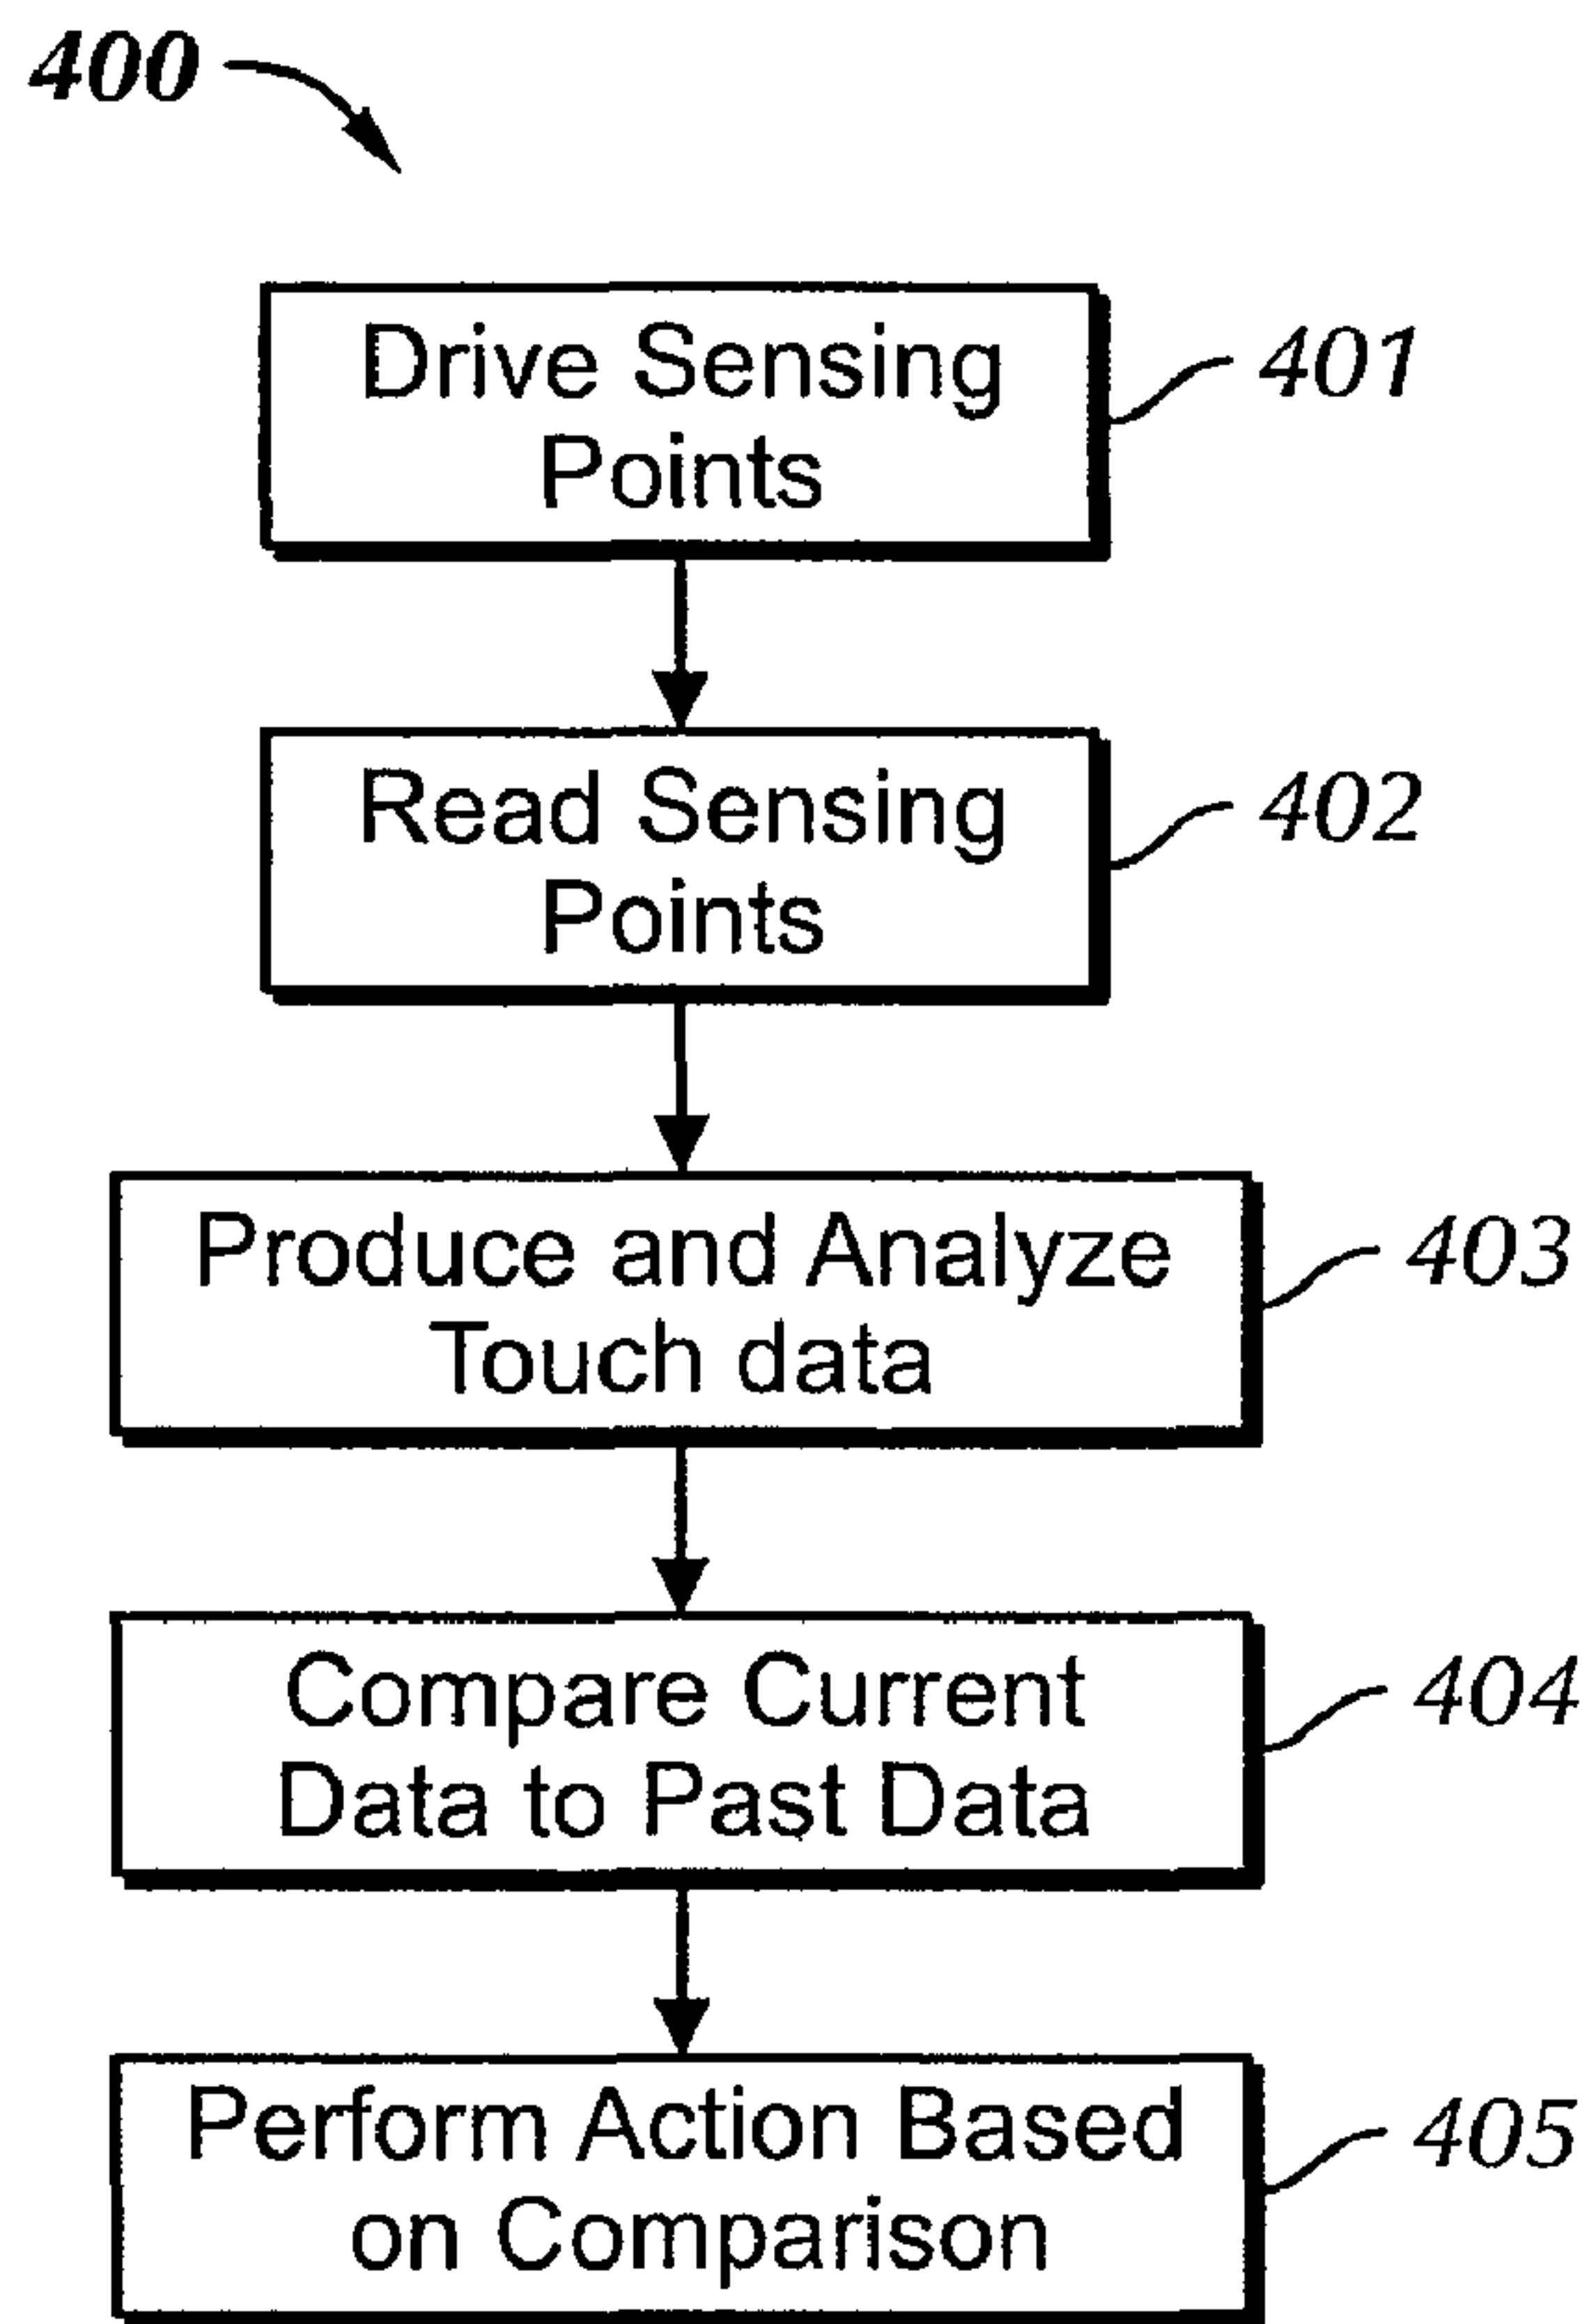 400
Drive Sensing
Points
401
Read Sensing
Points
402
Produce and Analyze
Touch data
403
Compare Current
Data to Past Data
404
Perform Action Based
on Comparison
405